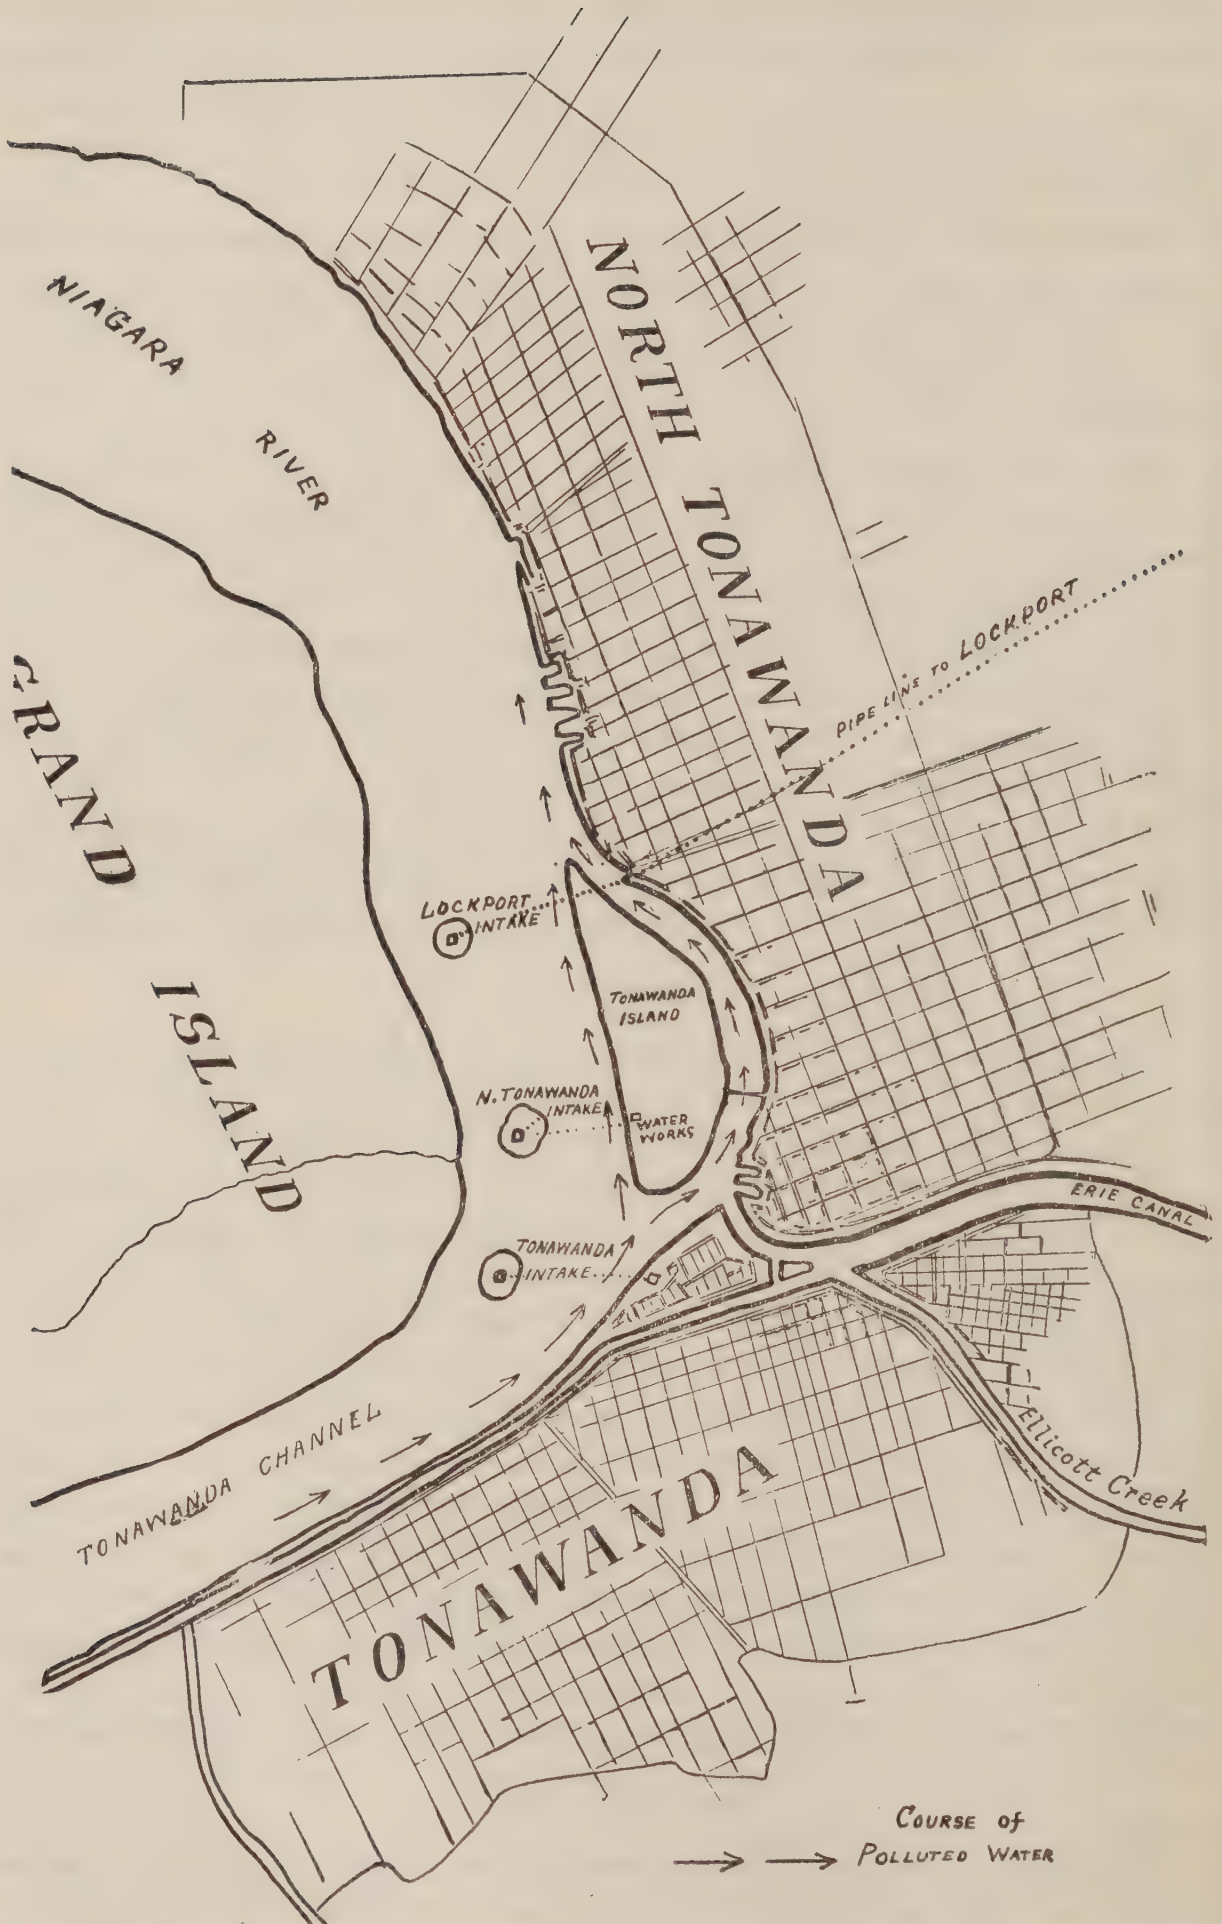 NIAGARA
RIVER
NORTH TONAWANDA
GRAND
ISLAND
PIPE LINE TO LOCKPORT
LOCKPORT
INTAKE
TONAWANDA
ISLAND
N. TONAWANDA
INTAKE
WATER
WORKS
ERIE CANAL
TONAWANDA
INTAKE
TONAWANDA CHANNEL
Ellicott Creek
TONAWANDA
COURSE of
POLLUTED WATER